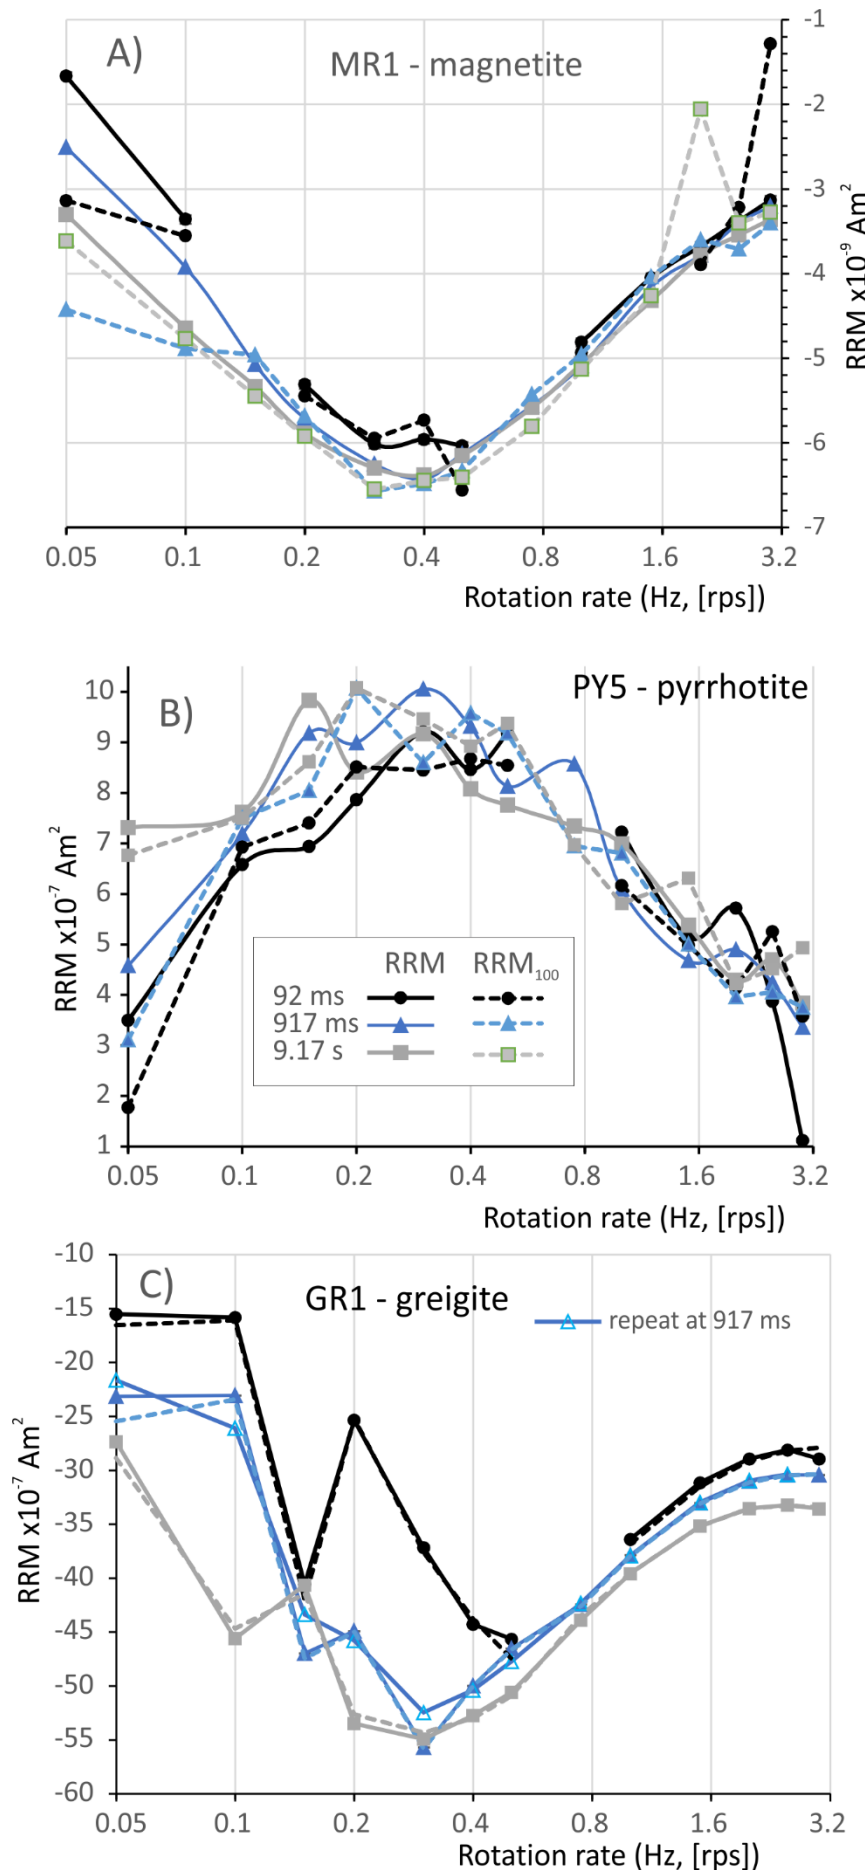 A)
MR1 - magnetite
-1
-2
-3
-4
-5
-6
-7
RRM x10⁻⁹ Am²
0.05 0.1 0.2 0.4 0.8 1.6 3.2
Rotation rate (Hz, [rps])
B)
PY5 - pyrrhotite
10
9
8
7
6
5
4
3
2
1
RRM x10⁻⁷ Am²
RRM RRM₁₀₀
92 ms
917 ms
9.17 s
0.05 0.1 0.2 0.4 0.8 1.6 3.2
Rotation rate (Hz, [rps])
C)
GR1 - greigite
repeat at 917 ms
-10
-15
-20
-25
-30
-35
-40
-45
-50
-55
-60
RRM x10⁻⁷ Am²
0.05 0.1 0.2 0.4 0.8 1.6 3.2
Rotation rate (Hz, [rps])